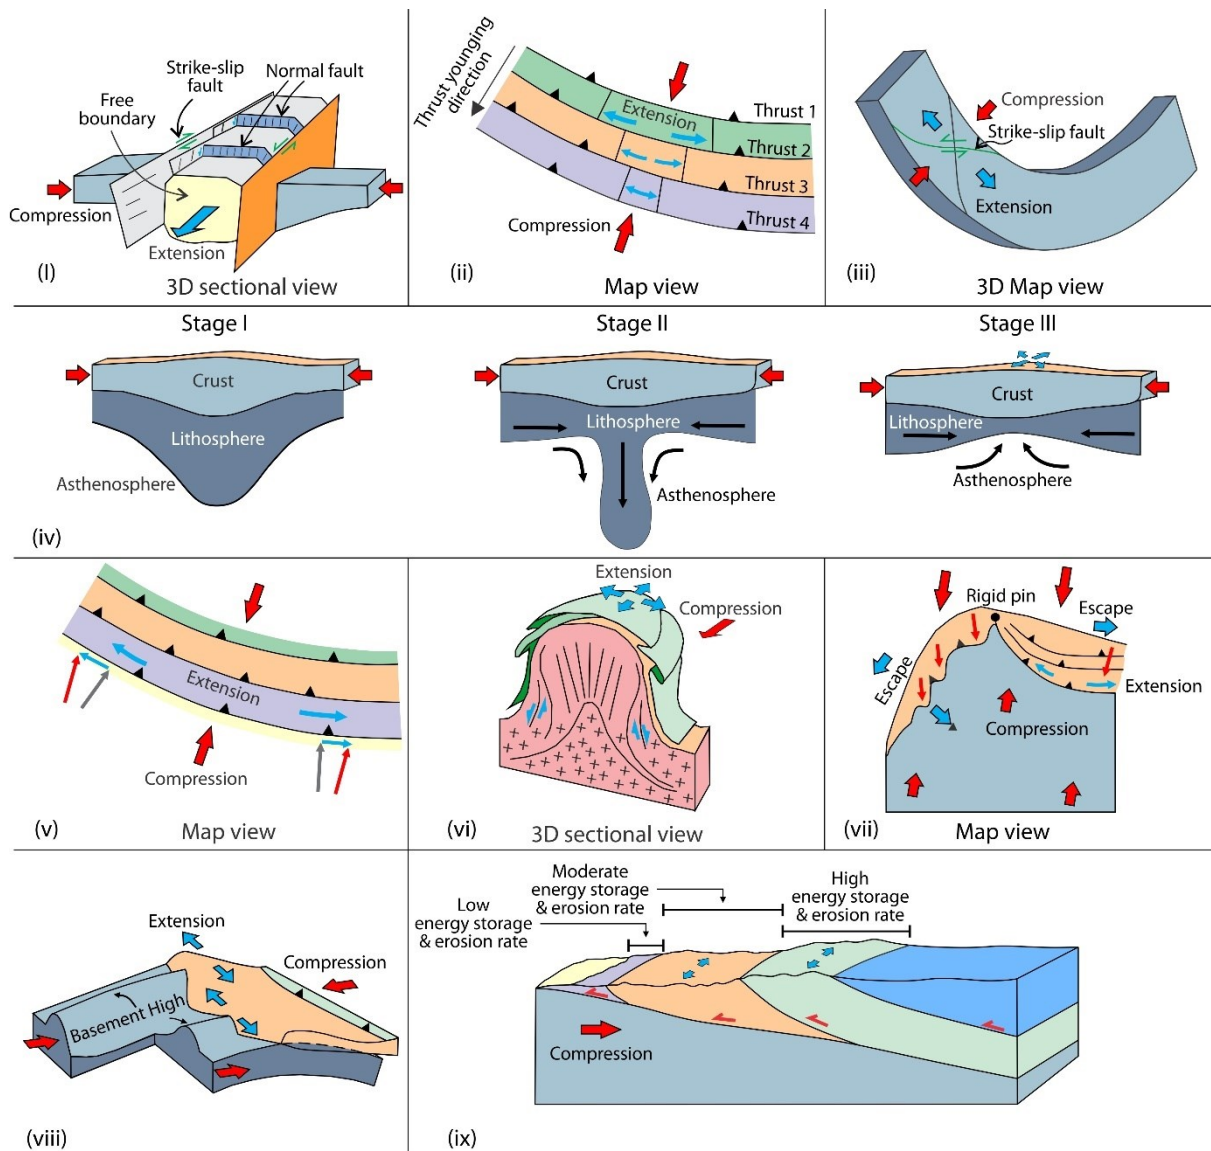 Strike-slip
fault
Normal fault
Free
boundary
Compression
Extension
(I)
3D sectional view
Thrust younging
direction
Extension
Thrust 1
Thrust 2
Thrust 3
Thrust 4
Compression
(ii)
Map view
Compression
Strike-slip fault
Extension
(iii)
3D Map view
Stage I
Crust
Lithosphere
Asthenosphere
(iv)
Stage II
Crust
Lithosphere
Asthenosphere
Stage III
Crust
Lithosphere
Asthenosphere
Extension
Compression
(v)
Map view
Extension
Compression
(vi)
3D sectional view
Rigid pin
Escape
Escape
Extension
Compression
(vii)
Map view
Extension
Compression
Basement High
(viii)
Moderate
energy storage
& erosion rate
Low
energy storage
& erosion rate
High
energy storage
& erosion rate
Compression
(ix)